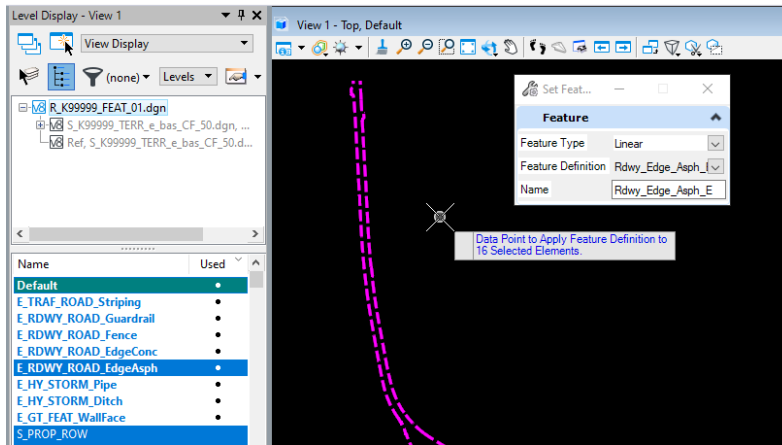 Level Display - View 1
View Display
(none)
Levels
R_K99999_FEAT_01.dgn
S_K99999_TERR_e_bas_CF_50.dgn, ...
Ref, S_K99999_TERR_e_bas_CF_50.d...
Name Used
Default
E_TRAF_ROAD_Striping
E_RDWY_ROAD_Guardrail
E_RDWY_ROAD_Fence
E_RDWY_ROAD_EdgeConc
E_RDWY_ROAD_EdgeAsph
E_HY_STORM_Pipe
E_HY_STORM_Ditch
E_GT_FEAT_WallFace
S_PROP_ROW
View 1 - Top, Default
Set Feat...
Feature
Feature Type Linear
Feature Definition Rdwy_Edge_Asph_
Name Rdwy_Edge_Asph_E
Data Point to Apply Feature Definition to
16 Selected Elements.